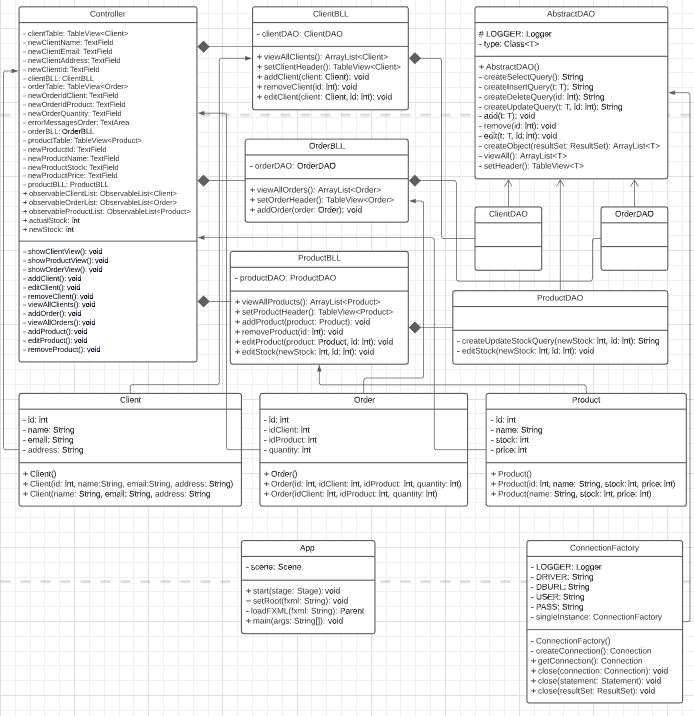 Controller
- clientTable: TableView<Client>
- newClientName: TextField
- newClientEmail: TextField
- newClientAddress: TextField
- newClientId: TextField
- clientBLL: ClientBLL
- orderTable: TableView<Order>
- newOrderIdClient: TextField
- newOrderIdProduct: TextField
- newOrderQuantity: TextField
- errorMessagesOrder: TextArea
- orderBLL: OrderBLL
- productTable: TableView<Product>
- newProductId: TextField
- newProductName: TextField
- newProductStock: TextField
- newProductPrice: TextField
- productBLL: ProductBLL
+ observableClientList: ObservableList<Client>
+ observableOrderList: ObservableList<Order>
+ observableProductList: ObservableList<Product>
+ actualStock: int
+ newStock: int
- showClientView(): void
- showProductView(): void
- showOrderView(): void
- addClient(): void
- editClient(): void
- removeClient(): void
- viewAllClients(): void
- addOrder(): void
- viewAllOrders(): void
- addProduct(): void
- editProduct(): void
- removeProduct(): void
ClientBLL
- clientDAO: ClientDAO
+ viewAllClients(): ArrayList<Client>
+ setClientHeader(): TableView<Client>
+ addClient(client: Client): void
+ removeClient(id: int): void
+ editClient(client: Client, id: int): void
AbstractDAO
# LOGGER: Logger
- type: Class<T>
+ AbstractDAO()
- createSelectQuery(): String
- createInsertQuery(t: T): String
- createDeleteQuery(id: int): String
- createUpdateQuery(t: T, id: int): String
- add(t: T): void
- remove(id: int): void
- edit(t: T, id: int): void
- createObject(resultSet: ResultSet): ArrayList<T>
- viewAll(): ArrayList<T>
- setHeader(): TableView<T>
OrderBLL
- orderDAO: OrderDAO
+ viewAllOrders(): ArrayList<Order>
+ setOrderHeader(): TableView<Order>
+ addOrder(order: Order): void
ClientDAO
OrderDAO
ProductBLL
- productDAO: ProductDAO
+ viewAllProducts(): ArrayList<Product>
+ setProductHeader(): TableView<Product>
+ addProduct(product: Product): void
+ removeProduct(id: int): void
+ editProduct(product: Product, id: int): void
+ editStock(newStock: int, id: int): void
ProductDAO
- createUpdateStockQuery(newStock: int, id: int): String
- editStock(newStock: int, id: int): void
Client
- id: int
- name: String
- email: String
- address: String
+ Client()
+ Client(id: int, name:String, email:String, address: String)
+ Client(name: String, email: String, address: String)
Order
- id: int
- idClient: int
- idProduct: int
- quantity: int
+ Order()
+ Order(id: int, idClient: int, idProduct: int, quantity: int)
+ Order(idClient: int, idProduct: int, quantity: int)
Product
- id: int
- name: String
- stock: int
- price: int
+ Product()
+ Product(id: int, name: String, stock: int, price: int)
+ Product(name: String, stock: int, price: int)
App
- scene: Scene
+ start(stage: Stage): void
~ setRoot(fxml: String): void
- loadFXML(fxml: String): Parent
+ main(args: String[]): void
ConnectionFactory
- LOGGER: Logger
- DRIVER: String
- DBURL: String
- USER: String
- PASS: String
- singleInstance: ConnectionFactory
- ConnectionFactory()
- createConnection(): Connection
+ getConnection(): Connection
+ close(connection: Connection): void
+ close(statement: Statement): void
+ close(resultSet: ResultSet): void